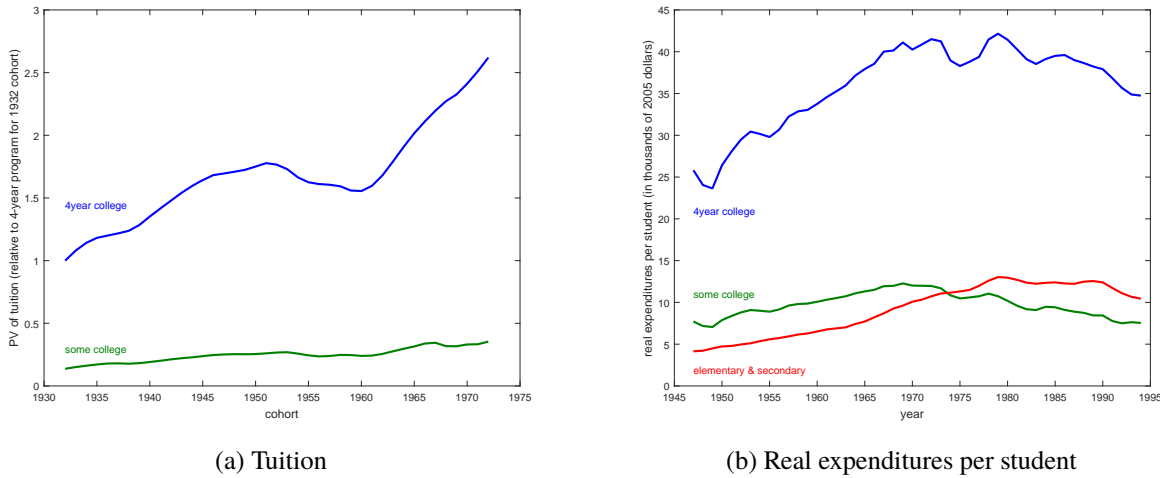 3
2.5
2
1.5
1
0.5
0
PV of tuition (relative to 4-year program for 1932 cohort)
4year college
some college
1930 1935 1940 1945 1950 1955 1960 1965 1970 1975
cohort
(a) Tuition
45
40
35
30
25
20
15
10
5
0
real expenditures per student (in thousands of 2005 dollars)
4year college
some college
elementary & secondary
1945 1950 1955 1960 1965 1970 1975 1980 1985 1990 1995
year
(b) Real expenditures per student